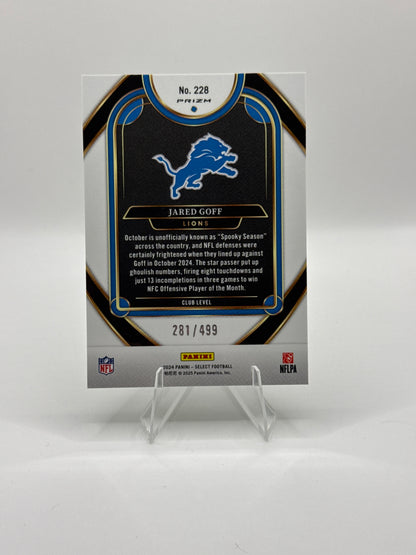 No. 228
PRIZM
JARED GOFF
LIONS
October is unofficially known as "Spooky Season"
across the country, and NFL defenses were
certainly frightened when they lined up against
Goff in October 2024. The star passer put up
ghoulish numbers, firing eight touchdowns and
just 13 incompletions in three games to win
NFC Offensive Player of the Month.
CLUB LEVEL
281/499
NFL
PANINI
NFLPA
2024 PANINI – SELECT FOOTBALL
© 2025 Panini America, Inc.